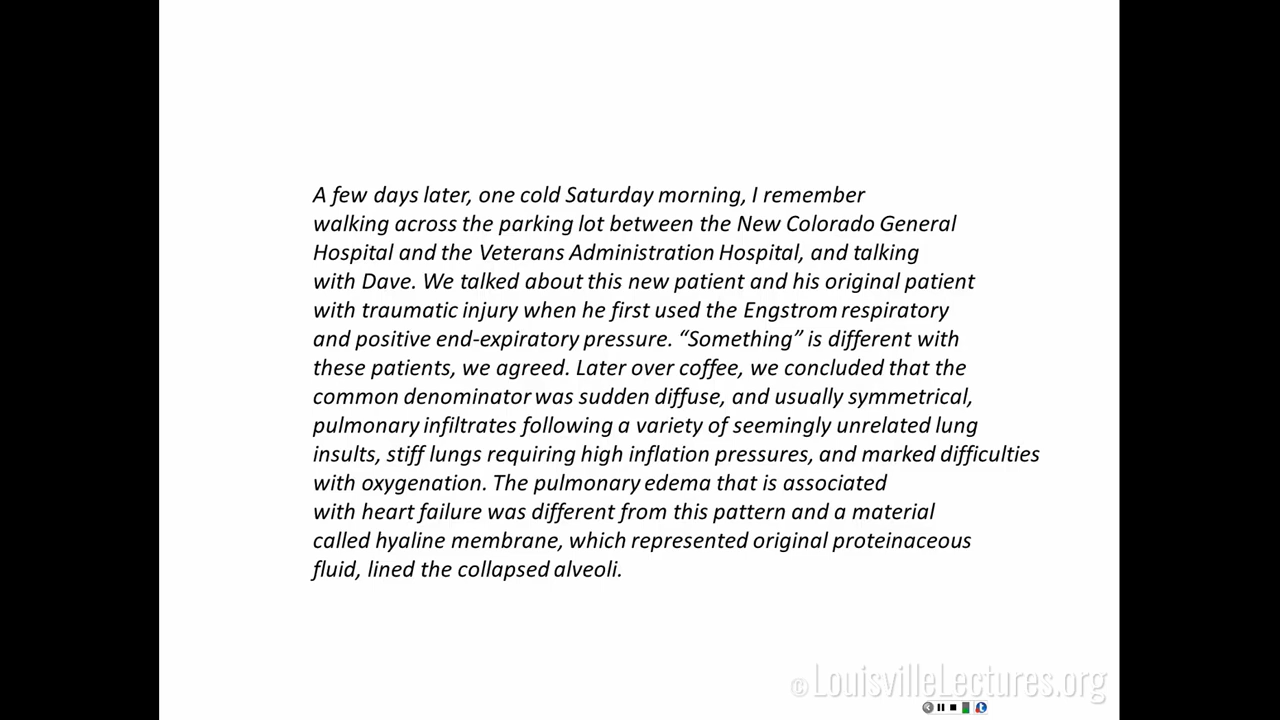 A few days later, one cold Saturday morning, I remember
walking across the parking lot between the New Colorado General
Hospital and the Veterans Administration Hospital, and talking
with Dave. We talked about this new patient and his original patient
with traumatic injury when he first used the Engstrom respiratory
and positive end-expiratory pressure. “Something” is different with
these patients, we agreed. Later over coffee, we concluded that the
common denominator was sudden diffuse, and usually symmetrical,
pulmonary infiltrates following a variety of seemingly unrelated lung
insults, stiff lungs requiring high inflation pressures, and marked difficulties
with oxygenation. The pulmonary edema that is associated
with heart failure was different from this pattern and a material
called hyaline membrane, which represented original proteinaceous
fluid, lined the collapsed alveoli.
©LouisvilleLectures.org